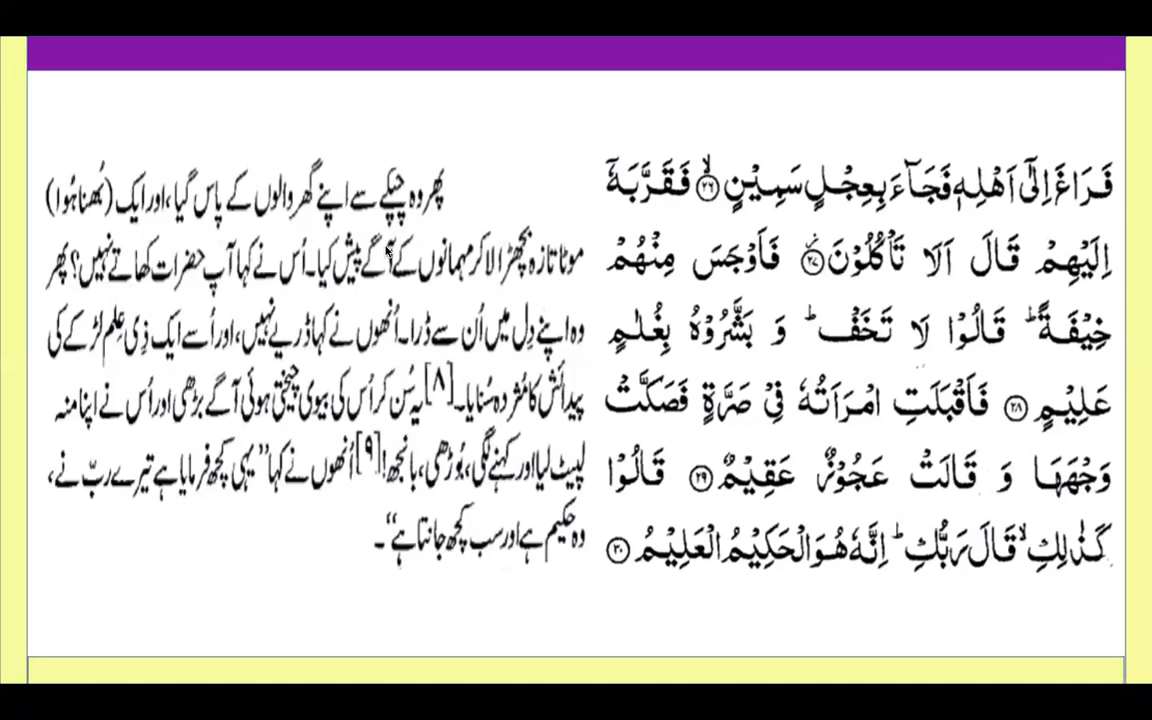 فَرَاغَ اِلٰٓى اَهْلِهٖ فَجَآءَ بِعِجْلٍ سَمِيْنٍ ۙ﴿۲۶﴾ فَقَرَّبَهٗۤ
اِلَيْهِمْ قَالَ اَلَا تَاْكُلُوْنَ ؗ﴿۲۷﴾ فَاَوْجَسَ مِنْهُمْ
خِيْفَةً ؕ قَالُوْا لَا تَخَفْ ؕ وَ بَشَّرُوْهُ بِغُلٰمٍ
عَلِيْمٍ ﴿۲۸﴾ فَاَقْبَلَتِ امْرَاَتُهٗ فِيْ صَرَّةٍ فَصَكَّتْ
وَجْهَهَا وَ قَالَتْ عَجُوْزٌ عَقِيْمٌ ﴿۲۹﴾ قَالُوْا
كَذٰلِكِ ۙ قَالَ رَبُّكِ ؕ اِنَّهٗ هُوَ الْحَكِيْمُ الْعَلِيْمُ ﴿۳۰﴾
پھر وہ چپکے سے اپنے گھر والوں کے پاس گیا، اور ایک (بُھنا ہُوا)
موٹا تازہ بچھڑا لا کر مہمانوں کے آگے پیش کیا۔ اُس نے کہا آپ حضرات کھاتے نہیں؟ پھر
وہ اپنے دِل میں اُن سے ڈرا۔ اُنھوں نے کہا ڈریے نہیں، اور اُسے ایک ذِی عِلم لڑکے کی
پیدائش کا مُژدہ سُنایا۔[۸] یہ سُن کر اُس کی بیوی چیختی ہوئی آگے بڑھی اور اُس نے اپنا منہ
لپیٹ لیا اور کہنے لگی، بُوڑھی، بانجھ![۹] اُنھوں نے کہا ”یہی کچھ فرمایا ہے تیرے ربّ نے،
وہ حکیم ہے اور سب کچھ جانتا ہے“۔